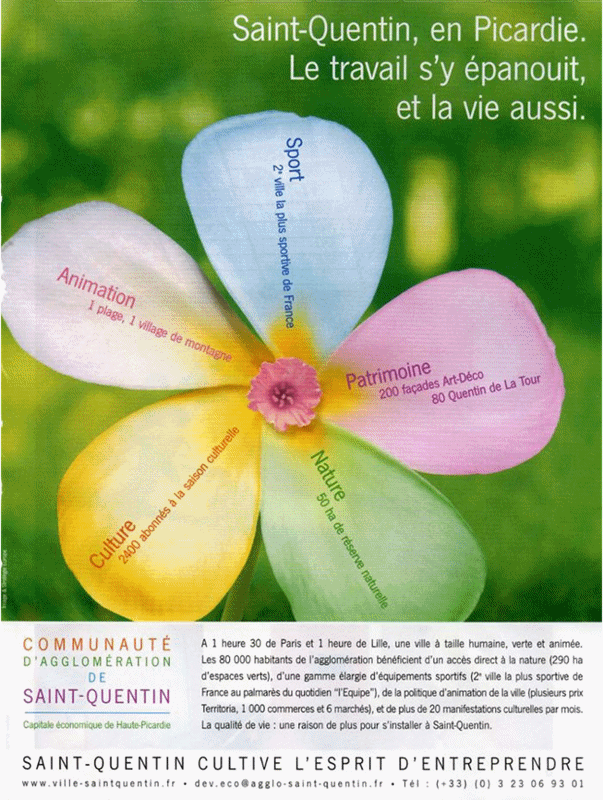 Saint-Quentin, en Picardie.
Le travail s'y épanouit,
et la vie aussi.
Sport
2e ville la plus sportive de France
Animation
1 plage, 1 village de montagne
Patrimoine
200 façades Art-Déco
80 Quentin de La Tour
Culture
2400 abonnés à la saison culturelle
Nature
50 ha de réserve naturelle
COMMUNAUTÉ
D'AGGLOMÉRATION
DE
SAINT-QUENTIN
Capitale économique de Haute-Picardie
A 1 heure 30 de Paris et 1 heure de Lille, une ville à taille humaine, verte et animée.
Les 80 000 habitants de l'agglomération bénéficient d'un accès direct à la nature (290 ha
d'espaces verts), d'une gamme élargie d'équipements sportifs (2e ville la plus sportive de
France au palmarès du quotidien "l'Equipe"), de la politique d'animation de la ville (plusieurs prix
Territoria, 1 000 commerces et 6 marchés), et de plus de 20 manifestations culturelles par mois.
La qualité de vie : une raison de plus pour s'installer à Saint-Quentin.
SAINT-QUENTIN CULTIVE L'ESPRIT D'ENTREPRENDRE
www.ville-saintquentin.fr • dev.eco@agglo-saint-quentin.fr • Tél : (+33) (0) 3 23 06 93 01